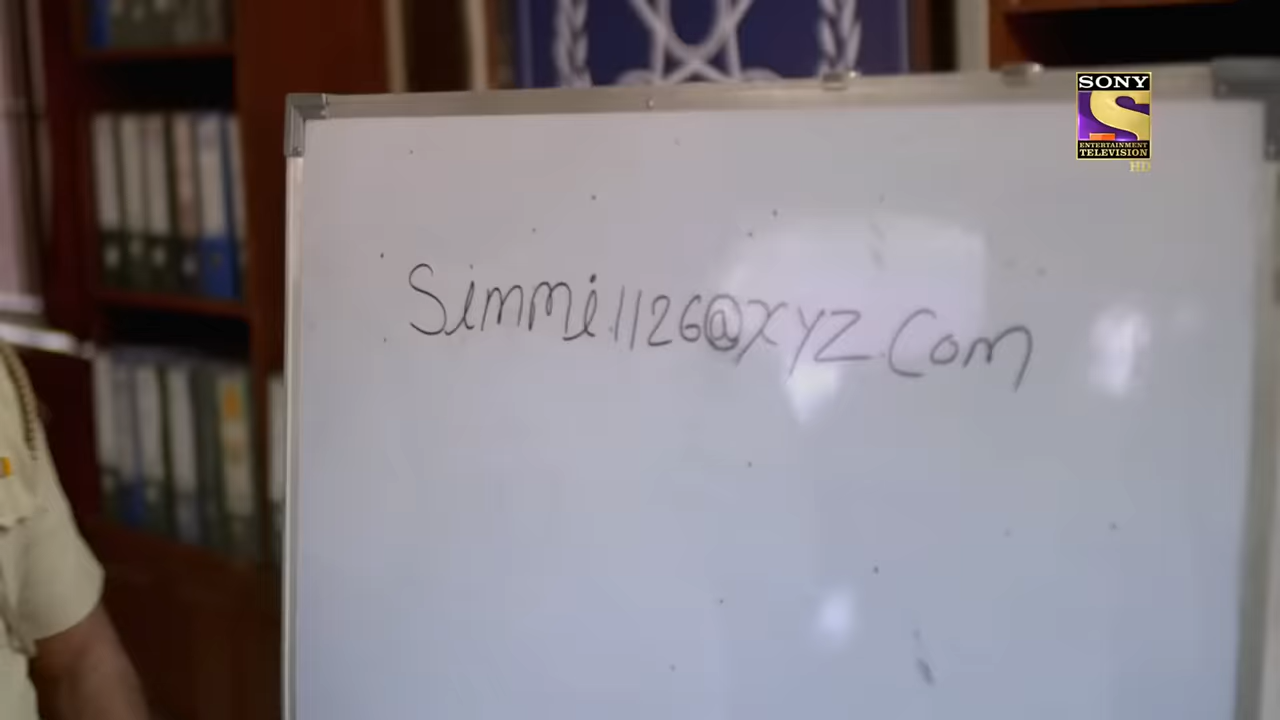 SONY
ENTERTAINMENT
TELEVISION
HD
Simmi1126@xyz.Com